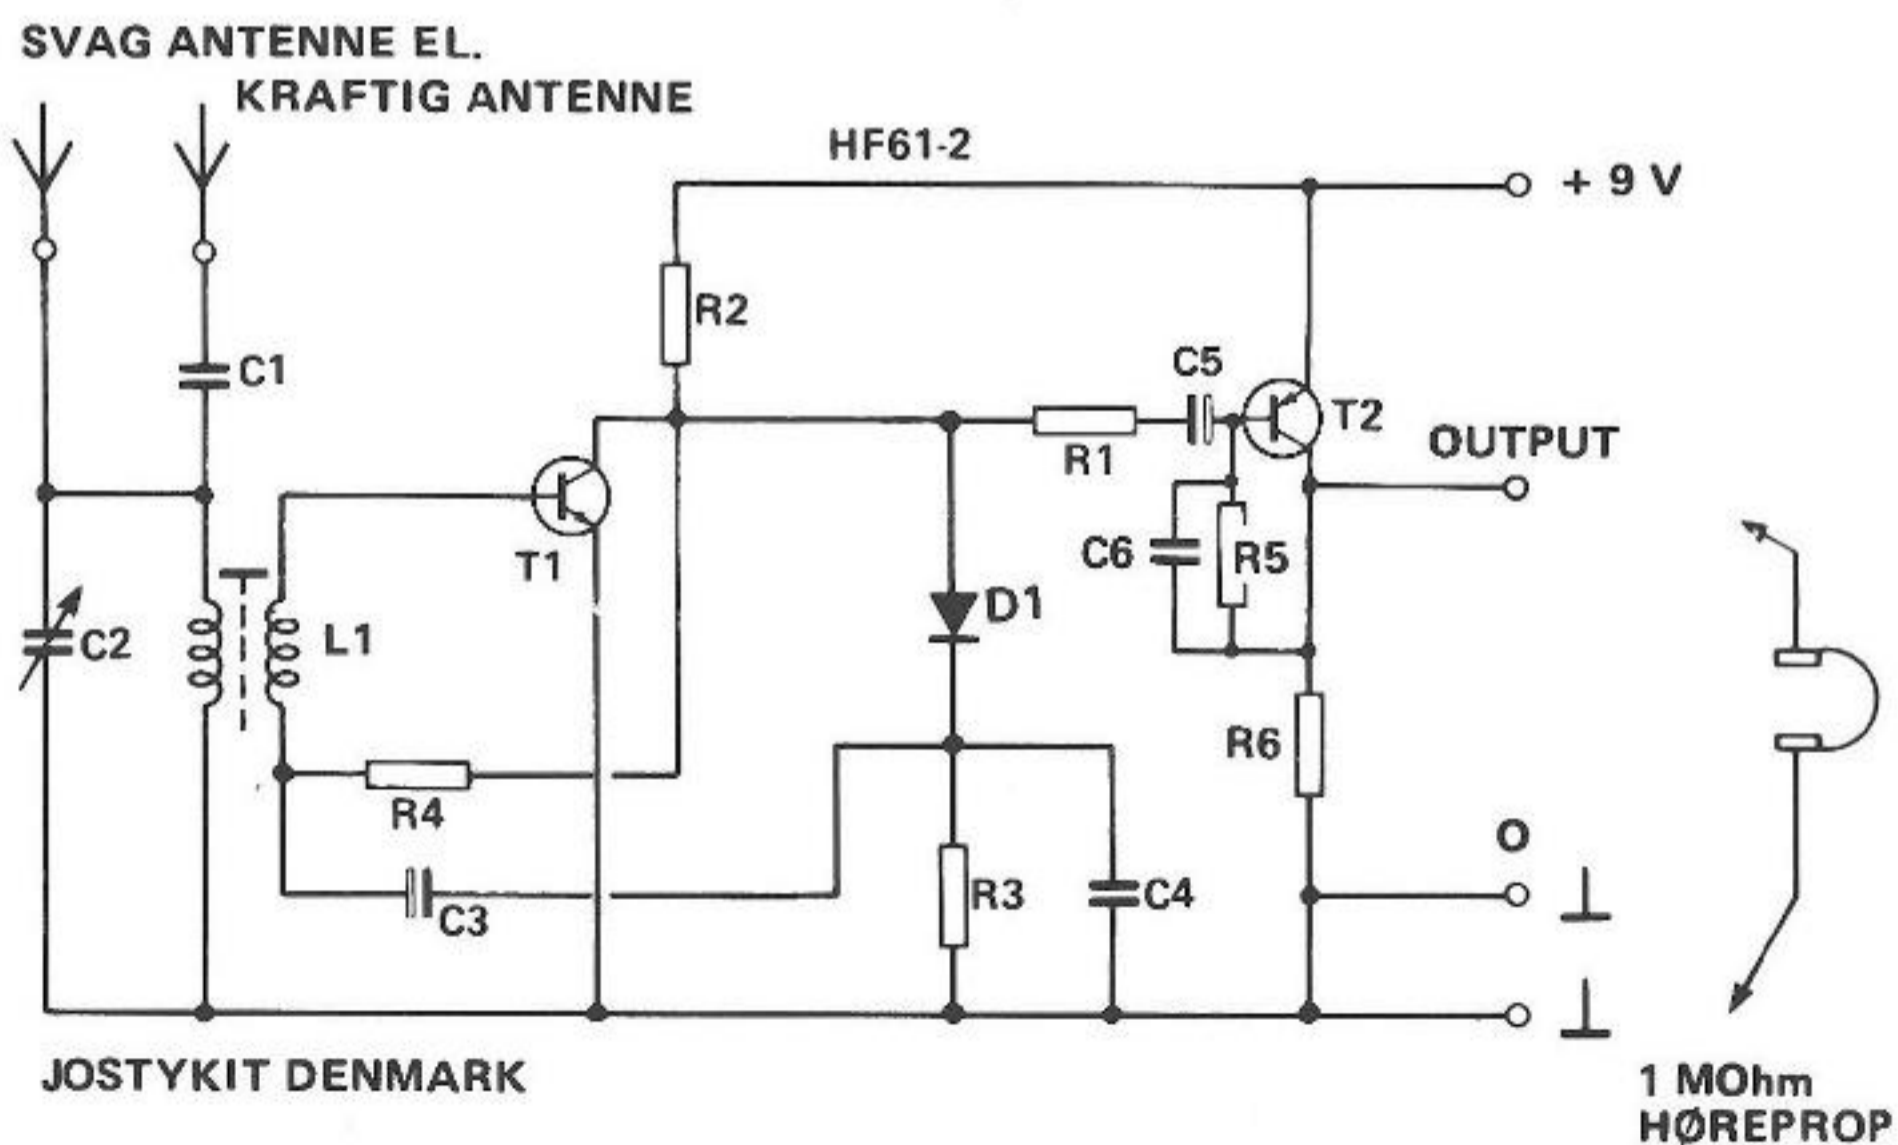 SVAG ANTENNE EL.
KRAFTIG ANTENNE
HF61-2
+ 9 V
R2
C1
C5
T2
OUTPUT
R1
T1
C6
R5
D1
C2
L1
R6
R4
O
R3
C4
C3
JOSTYKIT DENMARK
1 MOhm
HØREPROP